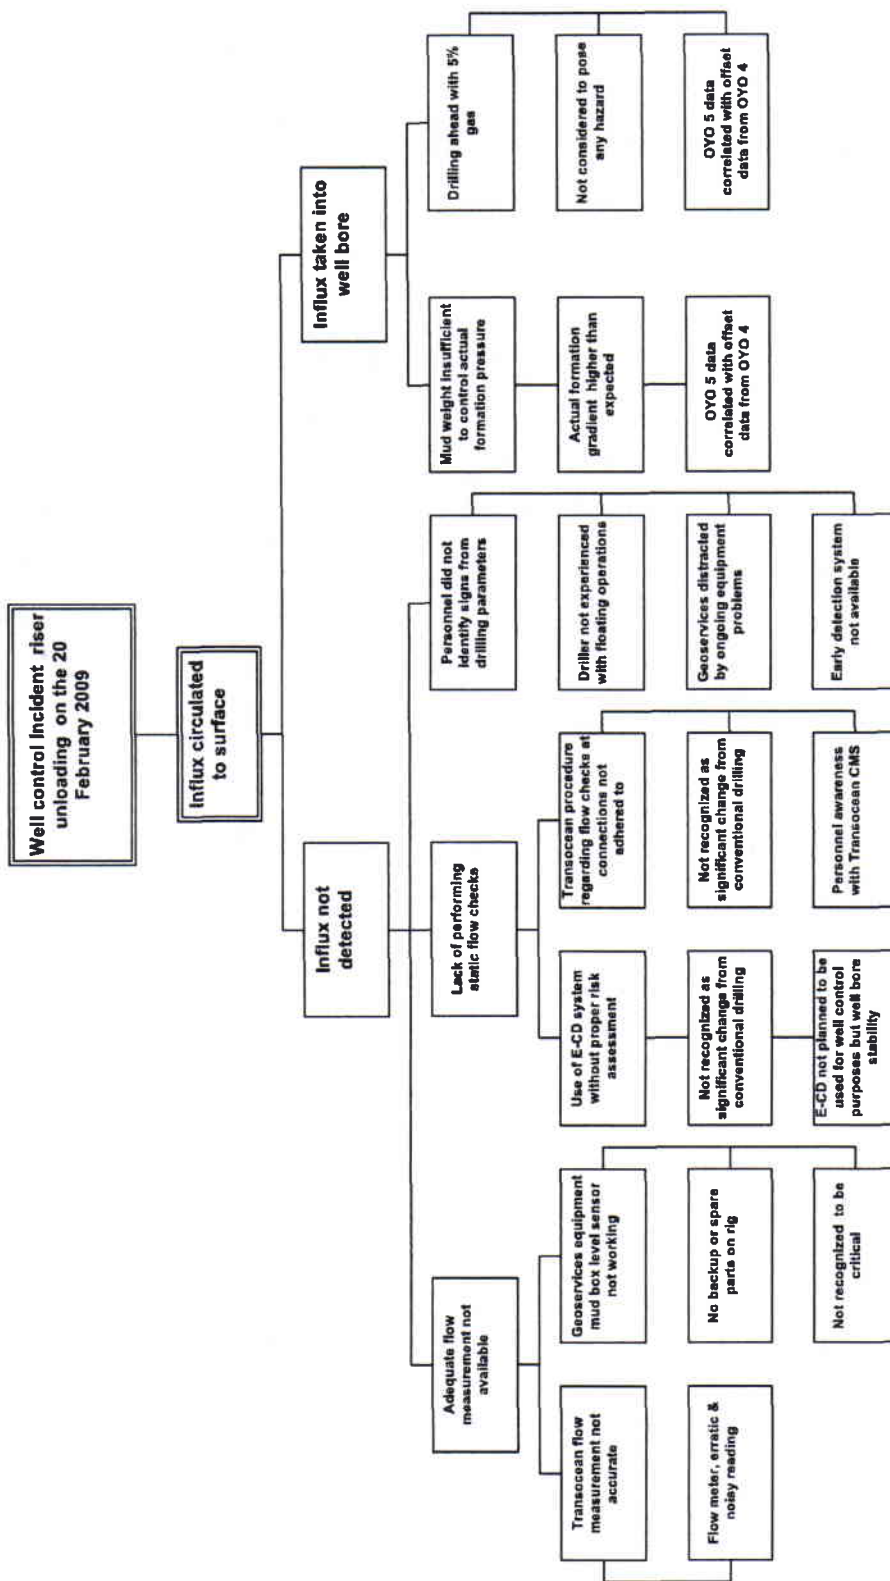 Well control Incident riser
unloading on the 20
February 2009
Influx circulated
to surface
Influx not
detected
Influx taken into
well bore
Adequate flow
measurement not
available
Lack of performing
static flow checks
Personnel did not
identify signs from
drilling parameters
Mud weight insufficient
to control actual
formation pressure
Drilling ahead with 5%
gas
Transocean flow
measurement not
accurate
Geoservices equipment
mud box level sensor
not working
Use of E-CD system
without proper risk
assessment
Transocean procedure
regarding flow checks at
connections not
adhered to
Driller not experienced
with floating operations
Actual formation
gradient higher than
expected
Not considered to pose
any hazard
Flow meter, erratic &
noisy reading
No backup or spare
parts on rig
Not recognized as
significant change from
conventional drilling
Not recognized as
significant change from
conventional drilling
Geoservices distracted
by ongoing equipment
problems
OYO 5 data
correlated with offset
data from OYO 4
OYO 5 data
correlated with offset
data from OYO 4
Not recognized to be
critical
E-CD not planned to be
used for well control
purposes but well bore
stability
Personnel awareness
with Transocean CMS
Early detection system
not available